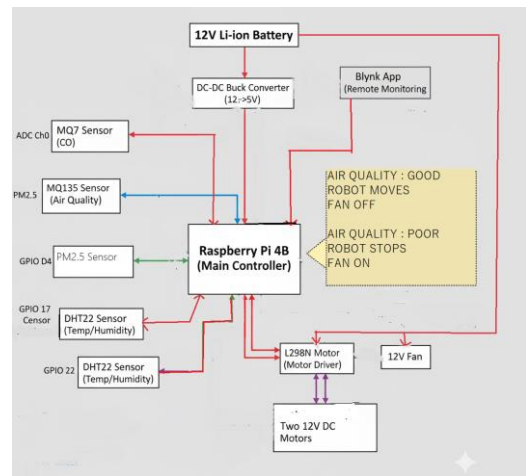 12V Li-ion Battery
DC-DC Buck Converter
(12->5V)
Blynk App
(Remote Monitoring)
ADC Ch0
MQ7 Sensor
(CO)
AIR QUALITY : GOOD
ROBOT MOVES
FAN OFF
AIR QUALITY : POOR
ROBOT STOPS
FAN ON
PM2.5
MQ135 Sensor
(Air Quality)
Raspberry Pi 4B
(Main Controller)
GPIO D4
PM2.5 Sensor
GPIO 17
Censor
DHT22 Sensor
(Temp/Humidity)
GPIO 22
DHT22 Sensor
(Temp/Humidity)
L298N Motor
(Motor Driver)
12V Fan
Two 12V DC
Motors